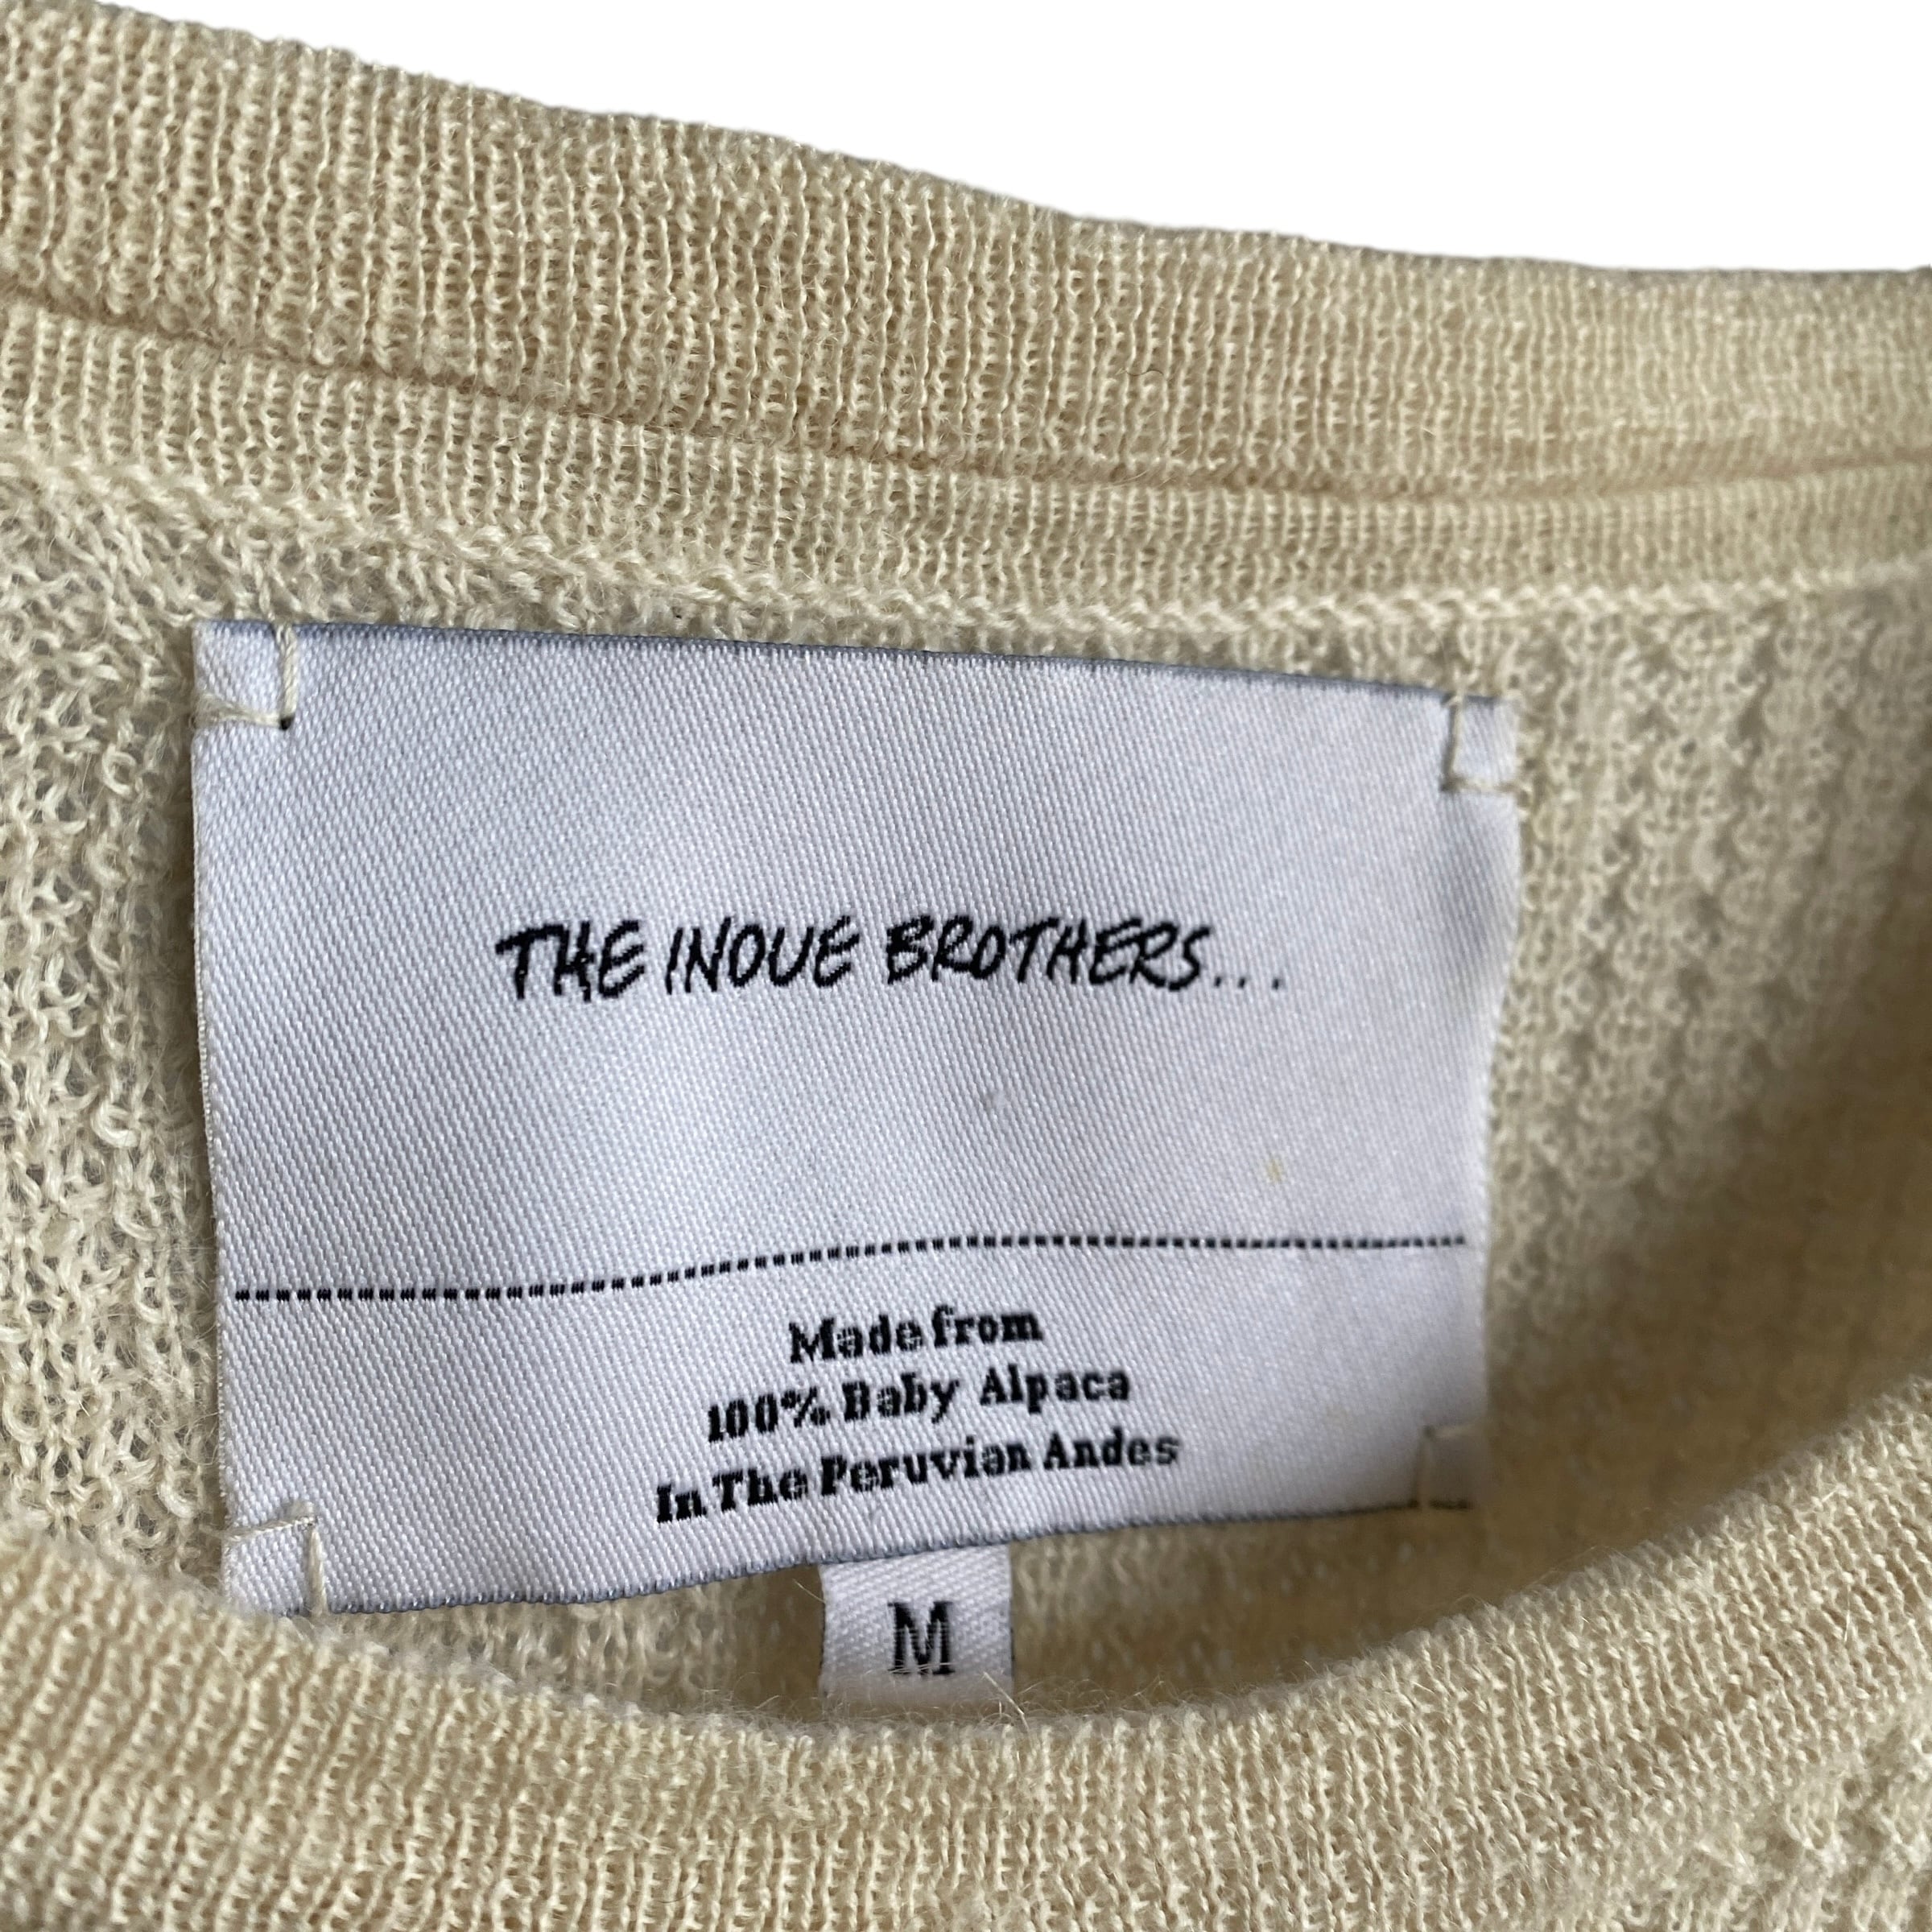 THE INOUE BROTHERS...
Made from
100% Baby Alpaca
In The Peruvian Andes
M